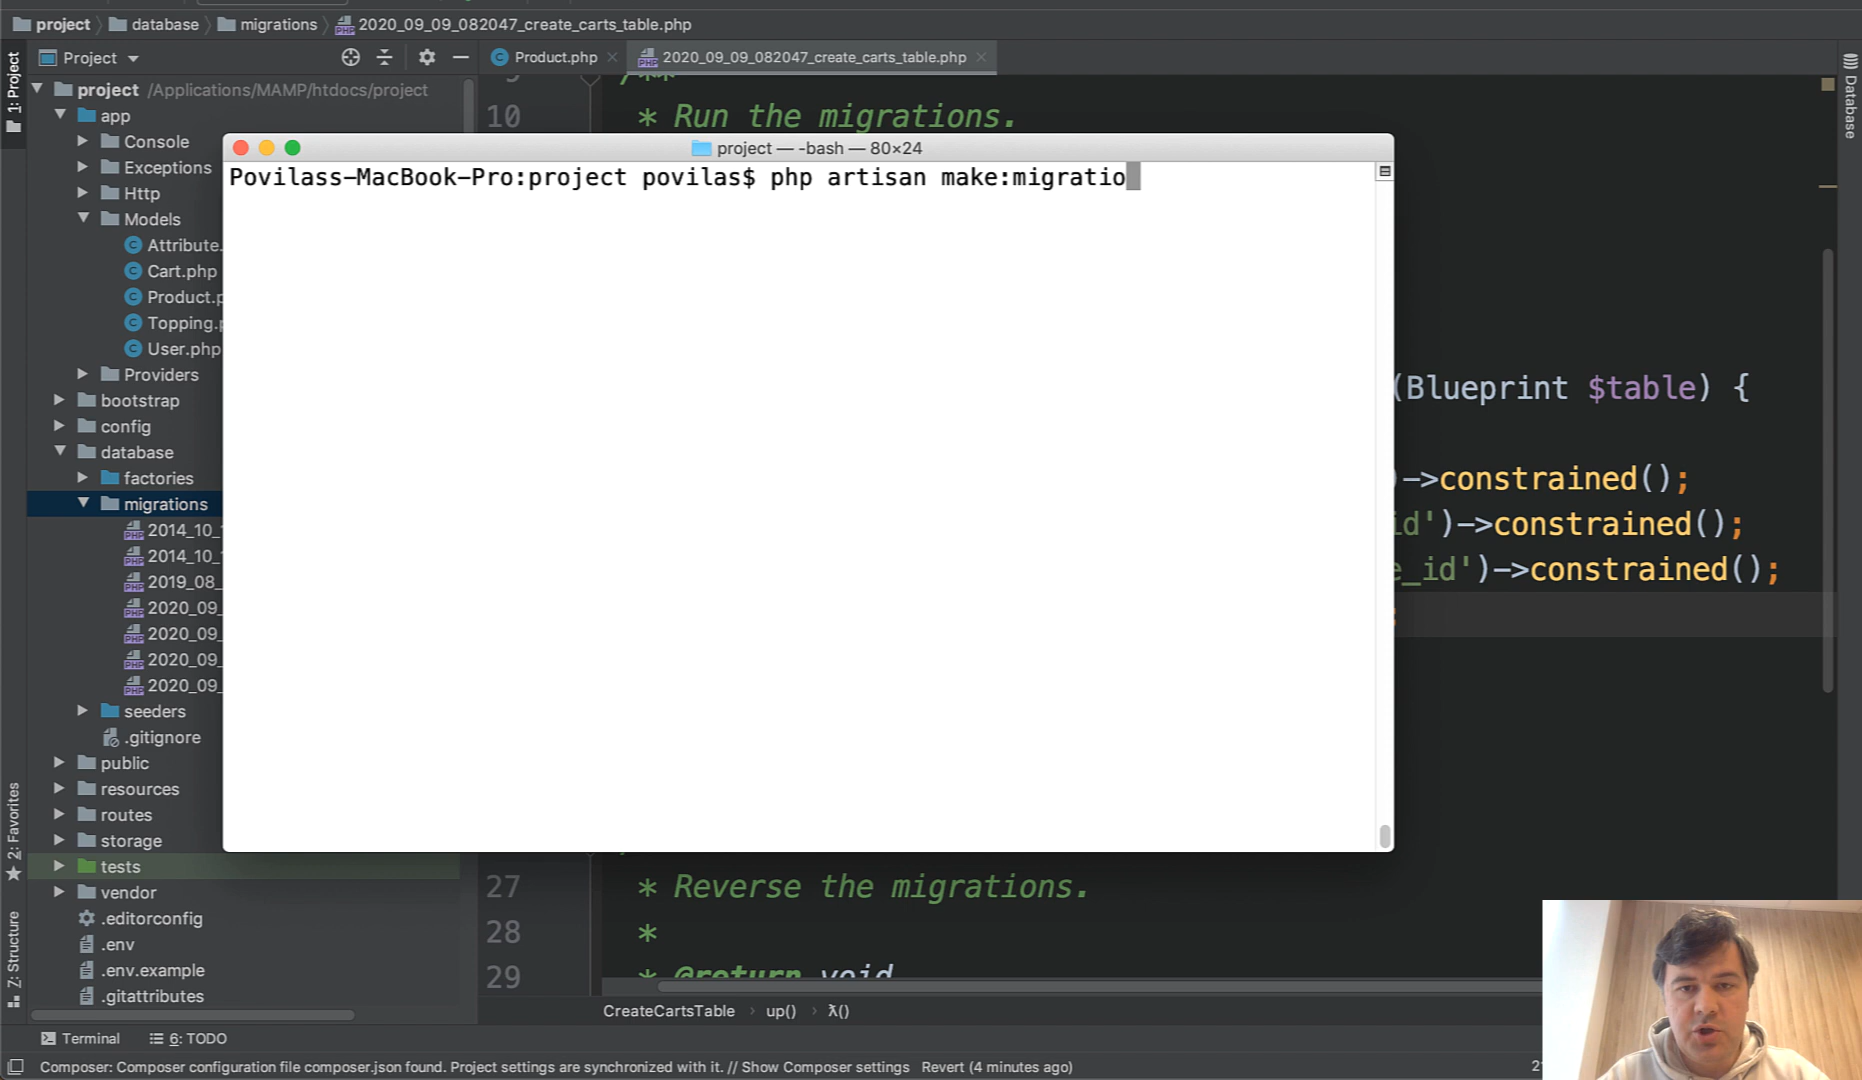 project database migrations 2020_09_09_082047_create_carts_table.php
1: Project
Project
Product.php
2020_09_09_082047_create_carts_table.php
Database
project /Applications/MAMP/htdocs/project
app
Console
Exceptions
Http
Models
Attribute.
Cart.php
Product.p
Topping.p
User.php
Providers
bootstrap
config
database
factories
migrations
2014_10_1
2014_10_1
2019_08_
2020_09_
2020_09_
2020_09_
2020_09_
seeders
.gitignore
public
resources
routes
storage
tests
vendor
.editorconfig
.env
.env.example
.gitattributes
2: Favorites
Z: Structure
9 /**
10 * Run the migrations.
project — -bash — 80×24
Povilass-MacBook-Pro:project povilas$ php artisan make:migratio
(Blueprint $table) {
)->constrained();
id')->constrained();
e_id')->constrained();
;
27 * Reverse the migrations.
28 *
29 * @return void
CreateCartsTable › up() › λ()
Terminal 6: TODO
Composer: Composer configuration file composer.json found. Project settings are synchronized with it. // Show Composer settings Revert (4 minutes ago)